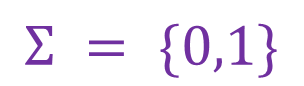 Σ = {0,1}